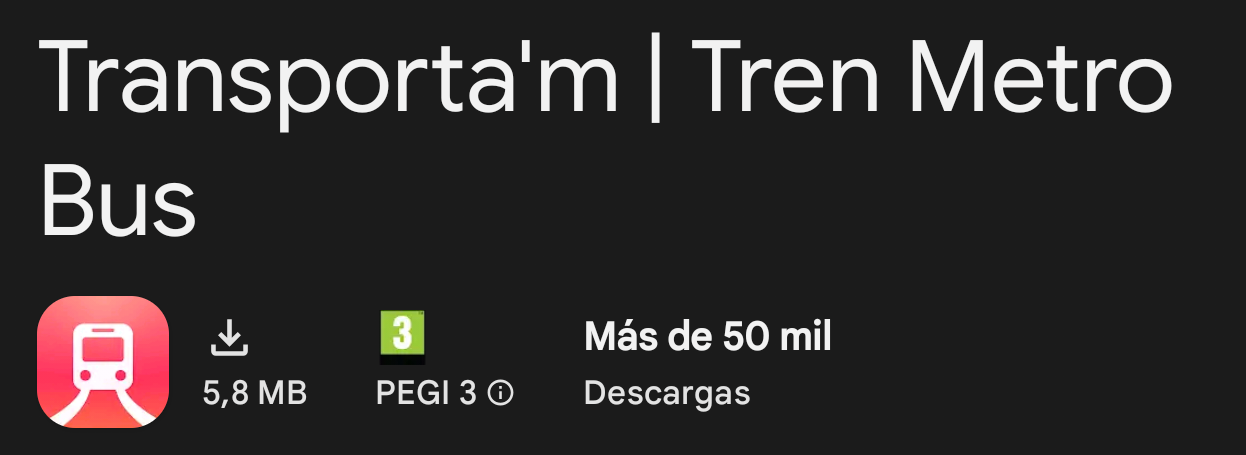 Transporta'm | Tren Metro
Bus
3
Más de 50 mil
5,8 MB
PEGI 3
Descargas